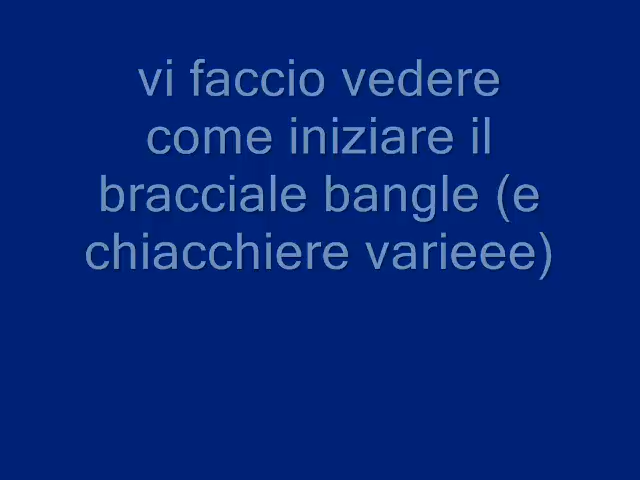 vi faccio vedere
come iniziare il
bracciale bangle (e
chiacchiere varieee)